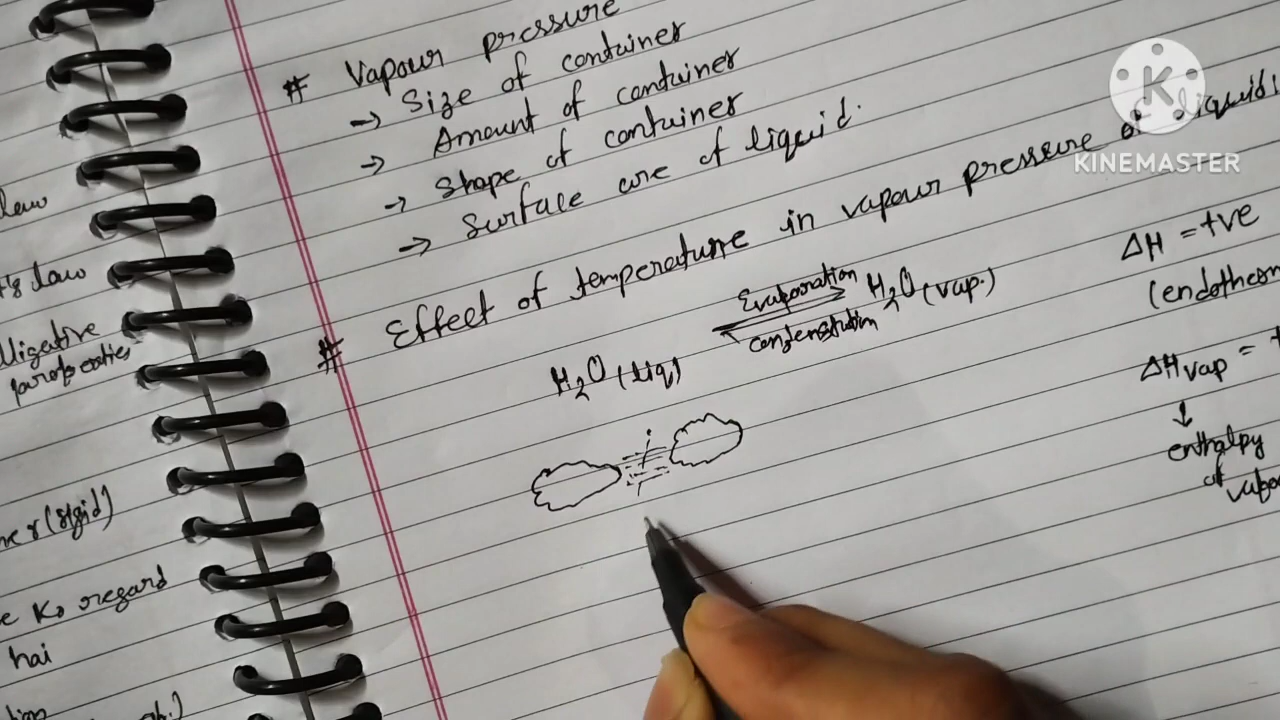 # Vapour pressure
→ Size of container
→ Amount of container
→ Shape of container
→ Surface are of liquid.
# Effect of temperature in vapour pressure of liquids
H₂O (liq) Evaporation H₂O (vap.)
condensation
ΔH = +ve
(endotherm
ΔHvap = +
↓
enthalpy
of vapo
law
t's law
lligative
properties
(rigid)
e Ko regard
hai
K
KINEMASTER